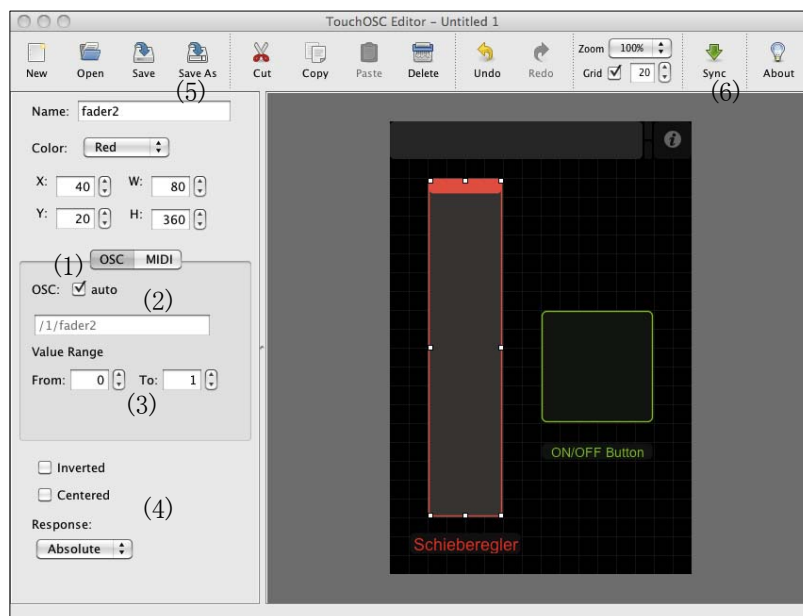 TouchOSC Editor – Untitled 1
New Open Save Save As Cut Copy Paste Delete Undo Redo Zoom 100% Grid 20 Sync About
(5) (6)
Name: fader2
Color: Red
X: 40 W: 80
Y: 20 H: 360
(1) OSC MIDI
OSC: auto
(2)
/1/fader2
Value Range
From: 0 To: 1
(3)
Inverted
Centered
(4)
Response:
Absolute
i
ON/OFF Button
Schieberegler